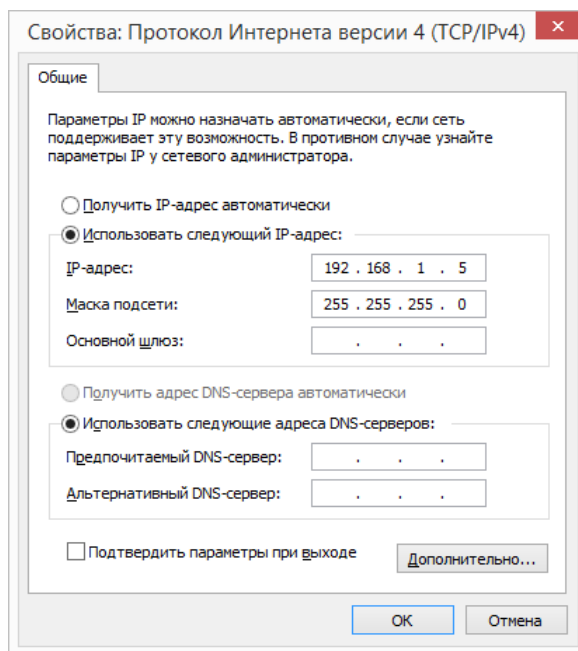 Свойства: Протокол Интернета версии 4 (TCP/IPv4)
Общие
Параметры IP можно назначать автоматически, если сеть
поддерживает эту возможность. В противном случае узнайте
параметры IP у сетевого администратора.
Получить IP-адрес автоматически
Использовать следующий IP-адрес:
IP-адрес: 192 . 168 . 1 . 5
Маска подсети: 255 . 255 . 255 . 0
Основной шлюз: . . .
Получить адрес DNS-сервера автоматически
Использовать следующие адреса DNS-серверов:
Предпочитаемый DNS-сервер: . . .
Альтернативный DNS-сервер: . . .
Подтвердить параметры при выходе
Дополнительно...
ОК Отмена